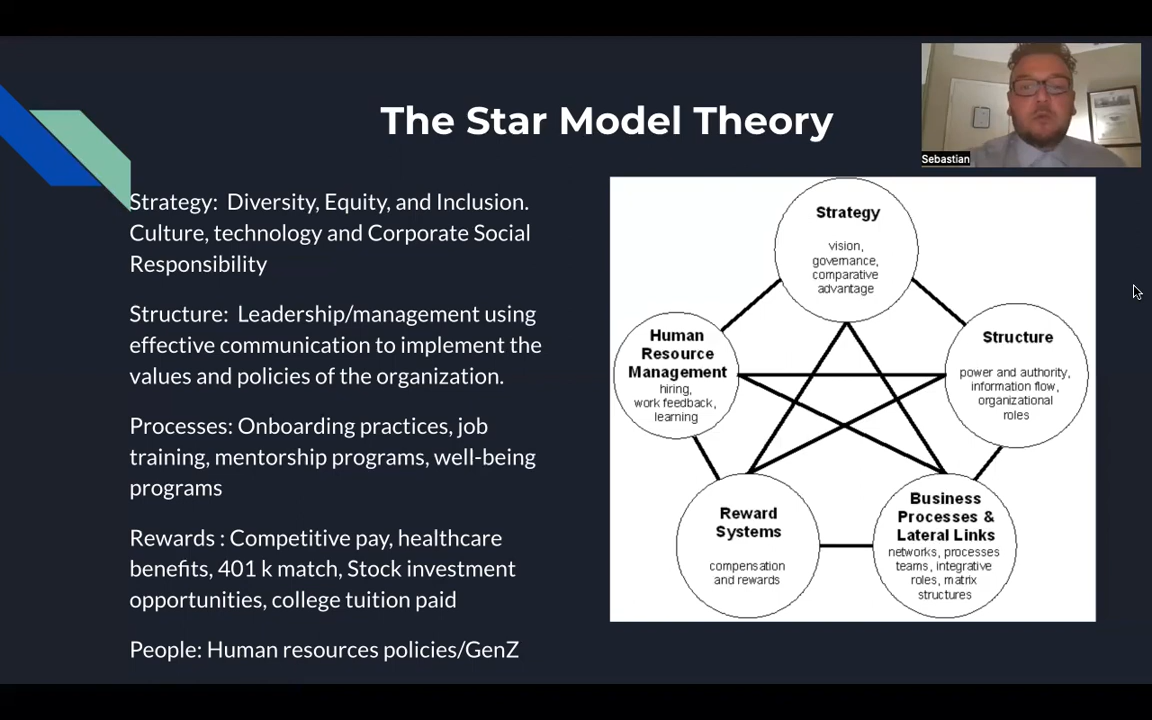 The Star Model Theory
Sebastian
Strategy:  Diversity, Equity, and Inclusion.
Culture, technology and Corporate Social
Responsibility
Structure:  Leadership/management using
effective communication to implement the
values and policies of the organization.
Processes: Onboarding practices, job
training, mentorship programs, well-being
programs
Rewards : Competitive pay, healthcare
benefits, 401 k match, Stock investment
opportunities, college tuition paid
People: Human resources policies/GenZ
Strategy
vision,
governance,
comparative
advantage
Human
Resource
Management
hiring,
work feedback,
learning
Structure
power and authority,
information flow,
organizational
roles
Reward
Systems
compensation
and rewards
Business
Processes &
Lateral Links
networks, processes
teams, integrative
roles, matrix
structures